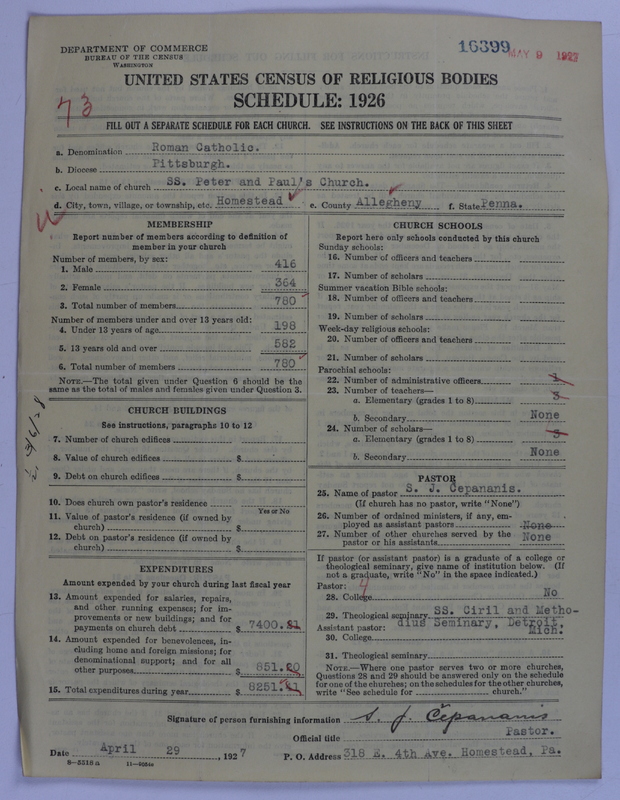 DEPARTMENT OF COMMERCE
BUREAU OF THE CENSUS
WASHINGTON
16399
MAY 9 1927
UNITED STATES CENSUS OF RELIGIOUS BODIES
SCHEDULE: 1926
73
FILL OUT A SEPARATE SCHEDULE FOR EACH CHURCH. SEE INSTRUCTIONS ON THE BACK OF THIS SHEET
a. Denomination Roman Catholic.
b. Diocese Pittsburgh.
c. Local name of church SS. Peter and Paul's Church.
d. City, town, village, or township, etc. Homestead e. County Allegheny f. State Penna.
MEMBERSHIP
Report number of members according to definition of
member in your church
Number of members, by sex:
1. Male 416
2. Female 364
3. Total number of members 780
Number of members under and over 13 years old:
4. Under 13 years of age 198
5. 13 years old and over 582
6. Total number of members 780
NOTE.—The total given under Question 6 should be the
same as the total of males and females given under Question 3.
CHURCH BUILDINGS
See instructions, paragraphs 10 to 12
7. Number of church edifices
8. Value of church edifices $
9. Debt on church edifices $
10. Does church own pastor's residence
Yes or No
11. Value of pastor's residence (if owned by
church) $
12. Debt on pastor's residence (if owned by
church) $
EXPENDITURES
Amount expended by your church during last fiscal year
13. Amount expended for salaries, repairs,
and other running expenses; for im-
provements or new buildings; and for
payments on church debt $ 7400.81
14. Amount expended for benevolences, in-
cluding home and foreign missions; for
denominational support; and for all
other purposes $ 851.20
15. Total expenditures during year $ 8251.
CHURCH SCHOOLS
Report here only schools conducted by this church
Sunday schools:
16. Number of officers and teachers
17. Number of scholars
Summer vacation Bible schools:
18. Number of officers and teachers
19. Number of scholars
Week-day religious schools:
20. Number of officers and teachers
21. Number of scholars
Parochial schools:
22. Number of administrative officers
23. Number of teachers—
a. Elementary (grades 1 to 8)
b. Secondary None
24. Number of scholars—
a. Elementary (grades 1 to 8)
b. Secondary None
PASTOR
25. Name of pastor S. J. Cepananis.
(If church has no pastor, write "None")
26. Number of ordained ministers, if any, em-
ployed as assistant pastors None
27. Number of other churches served by the
pastor or his assistants None
If pastor (or assistant pastor) is a graduate of a college or
theological seminary, give name of institution below. (If
not a graduate, write "No" in the space indicated.)
Pastor:
28. College No
29. Theological seminary SS. Ciril and Metho-
Assistant pastor: dius Seminary, Detroit,
30. College Mich.
31. Theological seminary
NOTE.—Where one pastor serves two or more churches,
Questions 28 and 29 should be answered only on the schedule
for one of the churches; on the schedules for the other churches,
write "See schedule for church."
Signature of person furnishing information S. J. Čepananis
Official title Pastor.
Date April 29, 1927 P. O. Address 318 E. 4th Ave. Homestead, Pa.
8—5318 a